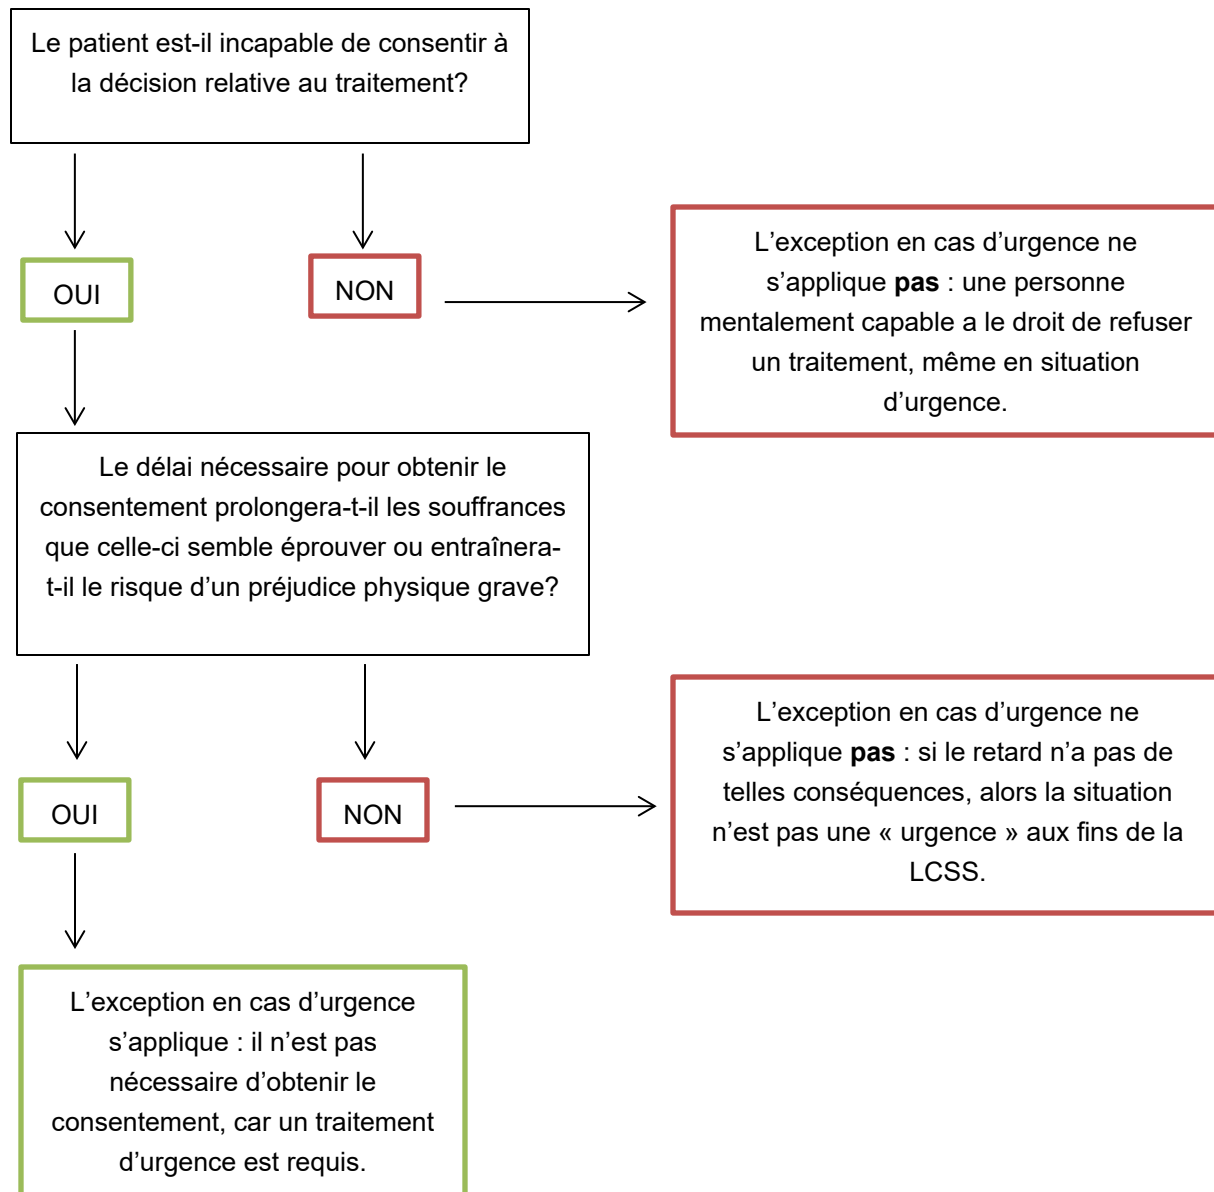 Le patient est-il incapable de consentir à
la décision relative au traitement?
OUI
NON
L’exception en cas d’urgence ne
s’applique pas : une personne
mentalement capable a le droit de refuser
un traitement, même en situation
d’urgence.
Le délai nécessaire pour obtenir le
consentement prolongera-t-il les souffrances
que celle-ci semble éprouver ou entraînera-
t-il le risque d’un préjudice physique grave?
OUI
NON
L’exception en cas d’urgence ne
s’applique pas : si le retard n’a pas de
telles conséquences, alors la situation
n’est pas une « urgence » aux fins de la
LCSS.
L’exception en cas d’urgence
s’applique : il n’est pas
nécessaire d’obtenir le
consentement, car un traitement
d’urgence est requis.